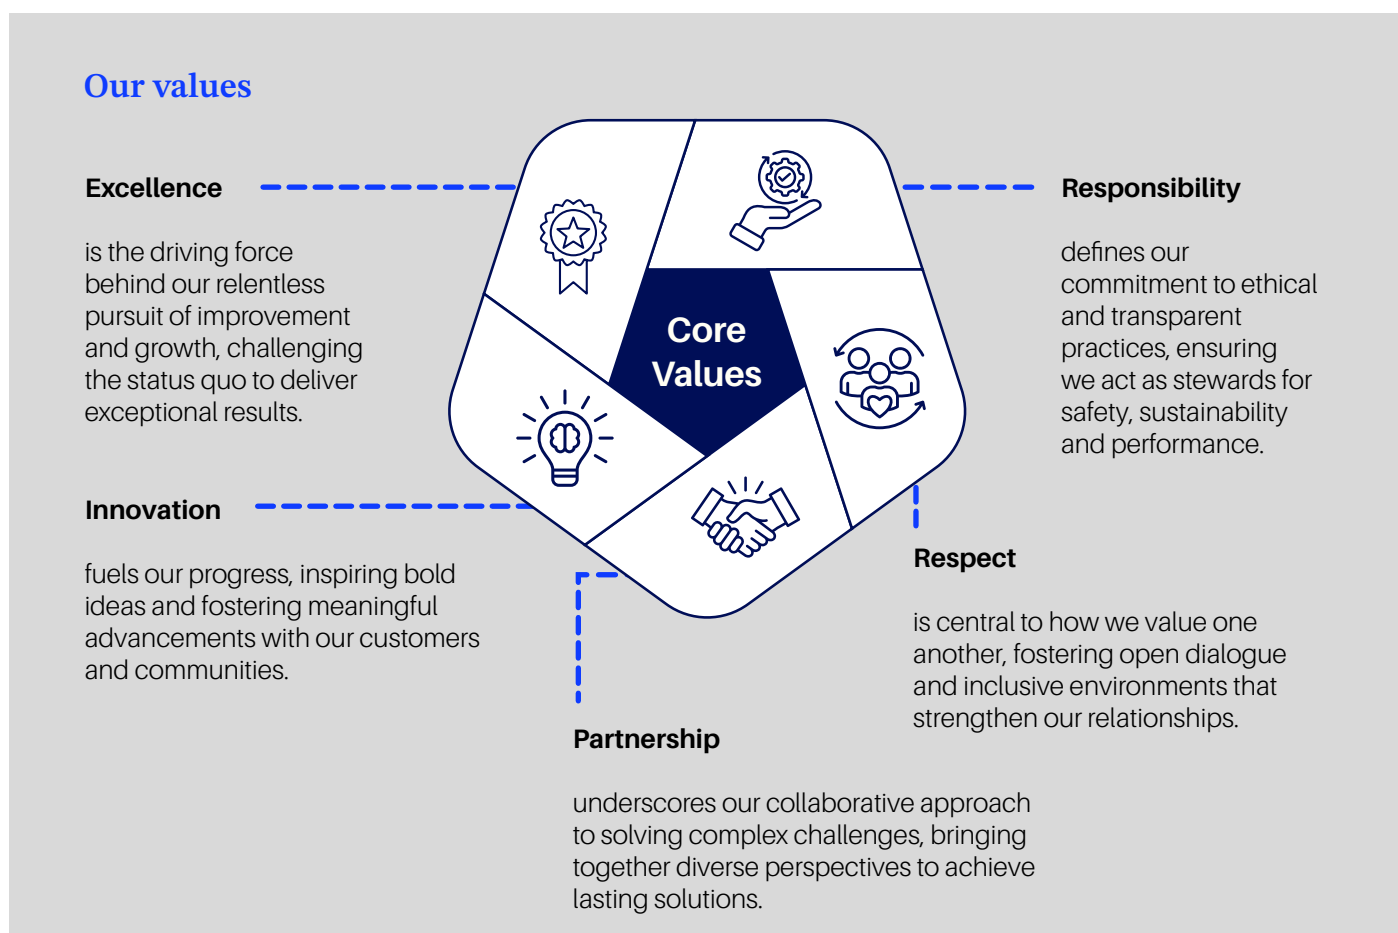 Our values
Excellence
is the driving force
behind our relentless
pursuit of improvement
and growth, challenging
the status quo to deliver
exceptional results.
Innovation
fuels our progress, inspiring bold
ideas and fostering meaningful
advancements with our customers
and communities.
Core
Values
Partnership
underscores our collaborative approach
to solving complex challenges, bringing
together diverse perspectives to achieve
lasting solutions.
Responsibility
defines our
commitment to ethical
and transparent
practices, ensuring
we act as stewards for
safety, sustainability
and performance.
Respect
is central to how we value one
another, fostering open dialogue
and inclusive environments that
strengthen our relationships.